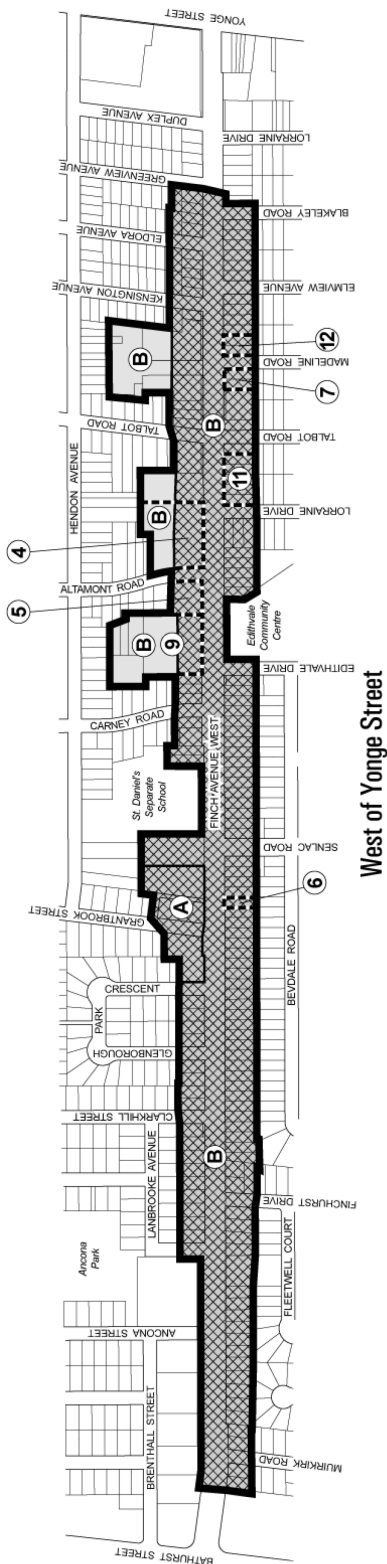 YONGE STREET
DUPLEX AVENUE
GREENVIEW AVENUE
ELDORA AVENUE
KENSINGTON AVENUE
TALBOT ROAD
HENDON AVENUE
ALTAMONT ROAD
CARNEY ROAD
St. Daniel's
Separate
School
GRANTBROOK STREET
CRESCENT
PARK
GLENBOROUGH
CLARKHILL STREET
LANBROOKE AVENUE
Ancona
Park
ANCONA STREET
BRENTHALL STREET
BATHURST STREET
FINCH AVENUE WEST
LORRAINE DRIVE
BLAKELEY ROAD
ELMVIEW AVENUE
MADELINE ROAD
TALBOT ROAD
LORRAINE DRIVE
Edithvale
Community
Centre
EDITHVALE DRIVE
SENLAC ROAD
BEVDALE ROAD
FINCHURST DRIVE
FLEETWELL COURT
MUIRKIRK ROAD
B
B
B
B
A
B
4
5
9
12
7
11
6
West of Yonge Street